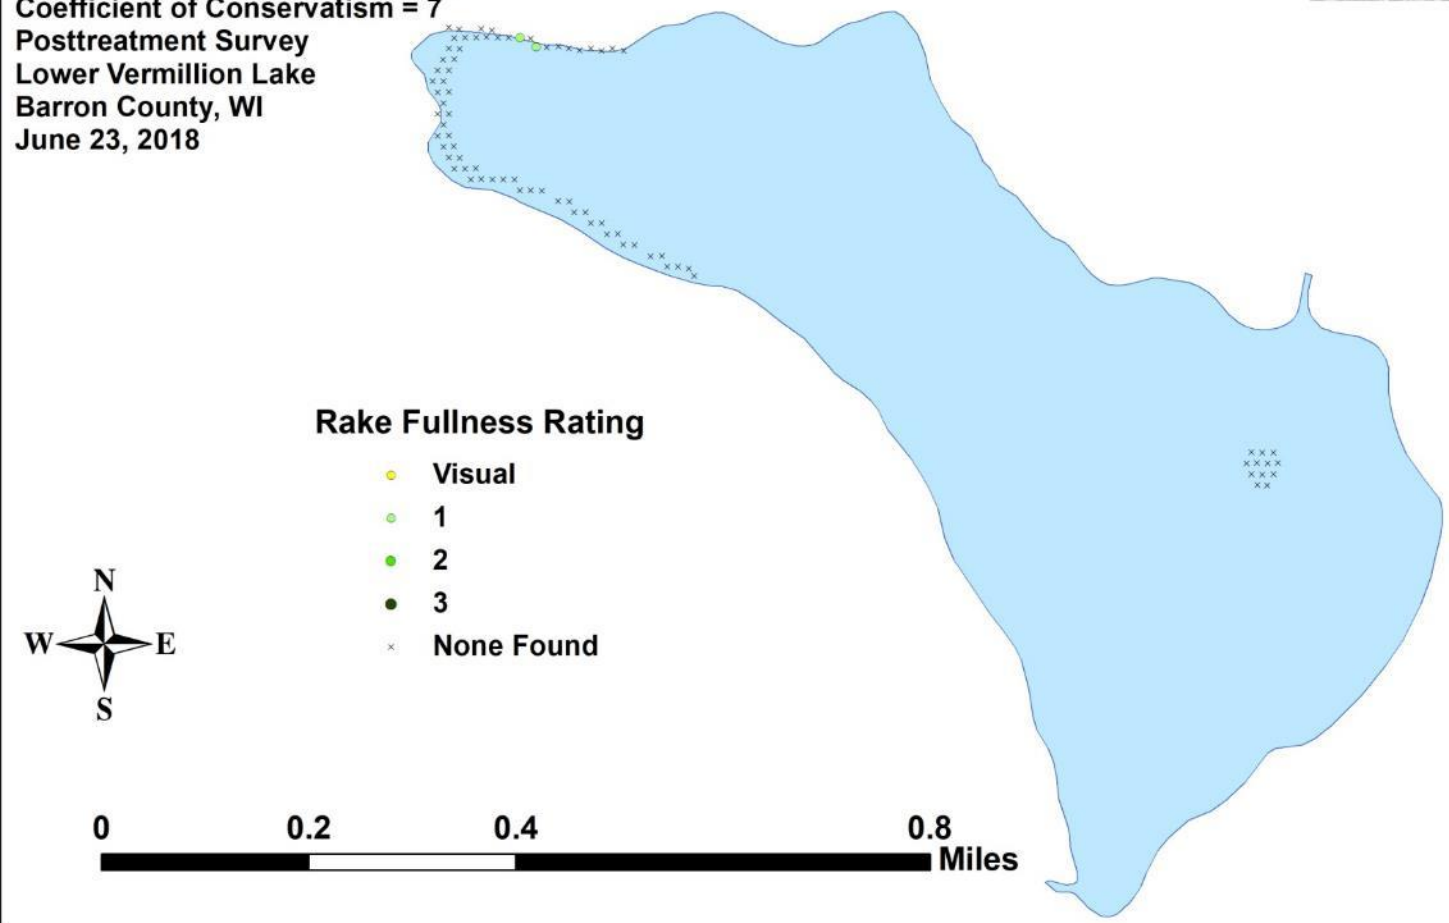 Coefficient of Conservatism = 7
Posttreatment Survey
Lower Vermillion Lake
Barron County, WI
June 23, 2018
Rake Fullness Rating
Visual
1
2
3
None Found
N
W E
S
0 0.2 0.4 0.8
Miles